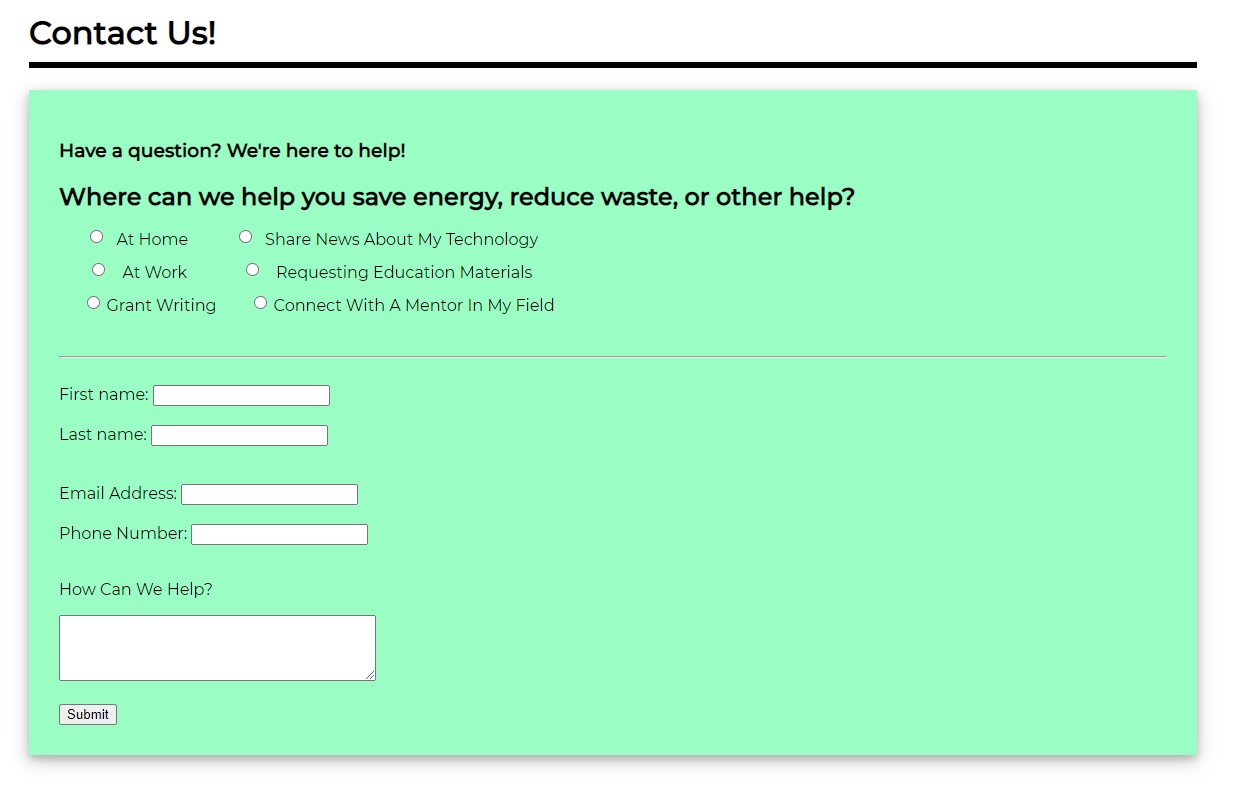 Contact Us!
Have a question? We're here to help!
Where can we help you save energy, reduce waste, or other help?
At Home Share News About My Technology
At Work Requesting Education Materials
Grant Writing Connect With A Mentor In My Field
First name:
Last name:
Email Address:
Phone Number:
How Can We Help?
Submit